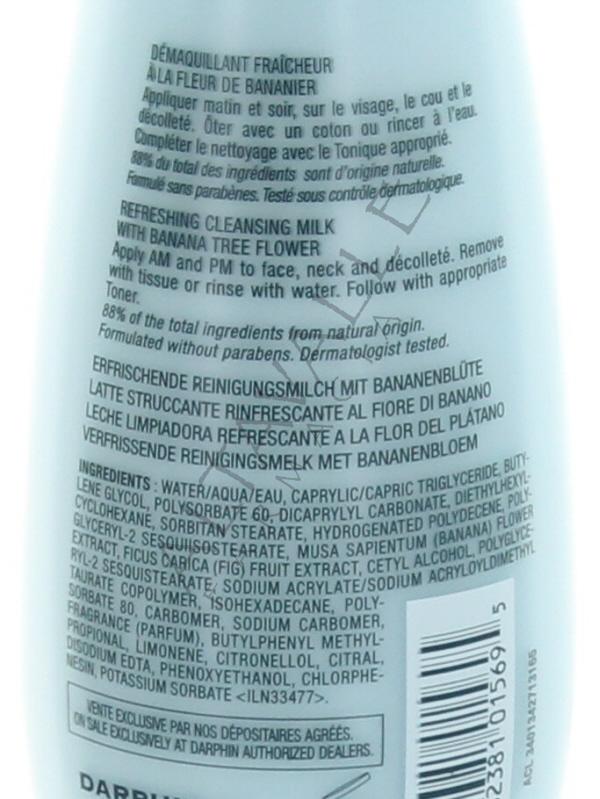 DÉMAQUILLANT FRAÎCHEUR
À LA FLEUR DE BANANIER
Appliquer matin et soir, sur le visage, le cou et le
décolleté. Ôter avec un coton ou rincer à l'eau.
Compléter le nettoyage avec le Tonique approprié.
88% du total des ingrédients sont d'origine naturelle.
Formulé sans parabènes. Testé sous contrôle dermatologique.
REFRESHING CLEANSING MILK
WITH BANANA TREE FLOWER
Apply AM and PM to face, neck and décolleté. Remove
with tissue or rinse with water. Follow with appropriate
Toner.
88% of the total ingredients from natural origin.
Formulated without parabens. Dermatologist tested.
ERFRISCHENDE REINIGUNGSMILCH MIT BANANENBLÜTE
LATTE STRUCCANTE RINFRESCANTE AL FIORE DI BANANO
LECHE LIMPIADORA REFRESCANTE A LA FLOR DEL PLÁTANO
VERFRISSENDE REINIGINGSMELK MET BANANENBLOEM
INGREDIENTS : WATER/AQUA/EAU, CAPRYLIC/CAPRIC TRIGLYCERIDE, BUTY-
LENE GLYCOL, POLYSORBATE 60, DICAPRYLYL CARBONATE, DIETHYLHEXYL-
CYCLOHEXANE, SORBITAN STEARATE, HYDROGENATED POLYDECENE, POLY-
GLYCERYL-2 SESQUIISOSTEARATE, MUSA SAPIENTUM (BANANA) FLOWER
EXTRACT, FICUS CARICA (FIG) FRUIT EXTRACT, CETYL ALCOHOL, POLYGLYCE-
RYL-2 SESQUISTEARATE, SODIUM ACRYLATE/SODIUM ACRYLOYLDIMETHYL
TAURATE COPOLYMER, ISOHEXADECANE, POLY-
SORBATE 80, CARBOMER, SODIUM CARBOMER,
FRAGRANCE (PARFUM), BUTYLPHENYL METHYL-
PROPIONAL, LIMONENE, CITRONELLOL, CITRAL,
DISODIUM EDTA, PHENOXYETHANOL, CHLORPHE-
NESIN, POTASSIUM SORBATE <ILN33477>.
VENTE EXCLUSIVE PAR NOS DÉPOSITAIRES AGRÉÉS.
ON SALE EXCLUSIVELY AT DARPHIN AUTHORIZED DEALERS.
2381 01569 5
ACL 3401342713165